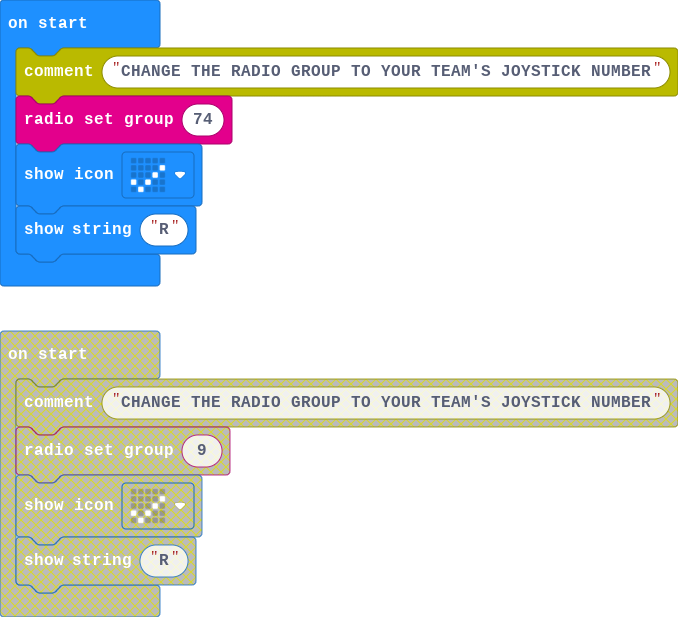 on start
comment "CHANGE THE RADIO GROUP TO YOUR TEAM'S JOYSTICK NUMBER"
radio set group 74
show icon
show string "R"
on start
comment "CHANGE THE RADIO GROUP TO YOUR TEAM'S JOYSTICK NUMBER"
radio set group 9
show icon
show string "R"